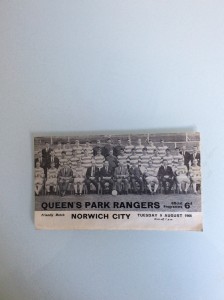 QUEEN'S PARK RANGERS Official Programme 6d
Friendly Match NORWICH CITY TUESDAY 9 AUGUST 1966